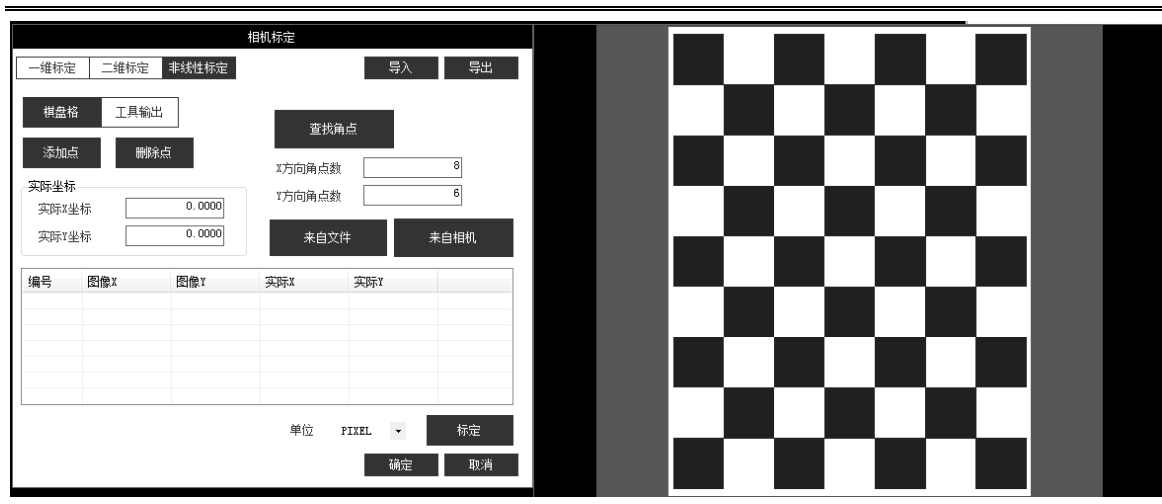 相机标定
一维标定 二维标定 非线性标定 导入 导出
棋盘格 工具输出
查找角点
添加点 删除点
X方向角点数 8
实际坐标
Y方向角点数 6
实际X坐标 0.0000
实际Y坐标 0.0000
来自文件 来自相机
编号 图像X 图像Y 实际X 实际Y
单位 PIXEL 标定
确定 取消